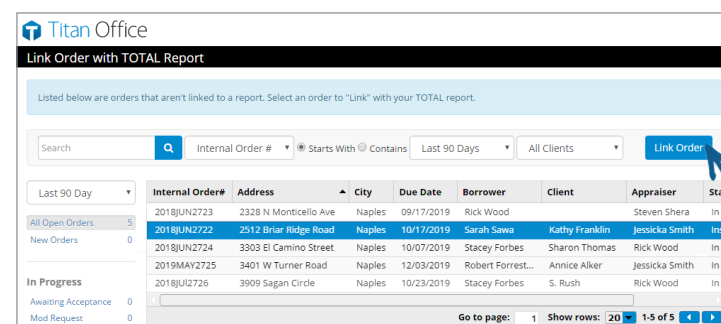 Titan Office
Link Order with TOTAL Report
Listed below are orders that aren't linked to a report. Select an order to "Link" with your TOTAL report.
Search Internal Order # Starts With Contains Last 90 Days All Clients Link Order
Last 90 Day
All Open Orders 5
New Orders 0
In Progress
Awaiting Acceptance 0
Mod Request 0
Internal Order# Address City Due Date Borrower Client Appraiser Sta
2018JUN2723 2328 N Monticello Ave Naples 09/17/2019 Rick Wood Steven Shera In
2018JUN2722 2512 Briar Ridge Road Naples 10/17/2019 Sarah Sawa Kathy Franklin Jessicka Smith Ins
2018JUN2724 3303 El Camino Street Naples 10/07/2019 Stacey Forbes Sharon Thomas Rick Wood In
2019MAY2725 3401 W Turner Road Naples 12/03/2019 Robert Forrest... Annice Alker Jessicka Smith In
2018JUl2726 3909 Sagan Circle Naples 10/23/2019 Stacey Forbes S. Rush Rick Wood In
Go to page: 1 Show rows: 20 1-5 of 5